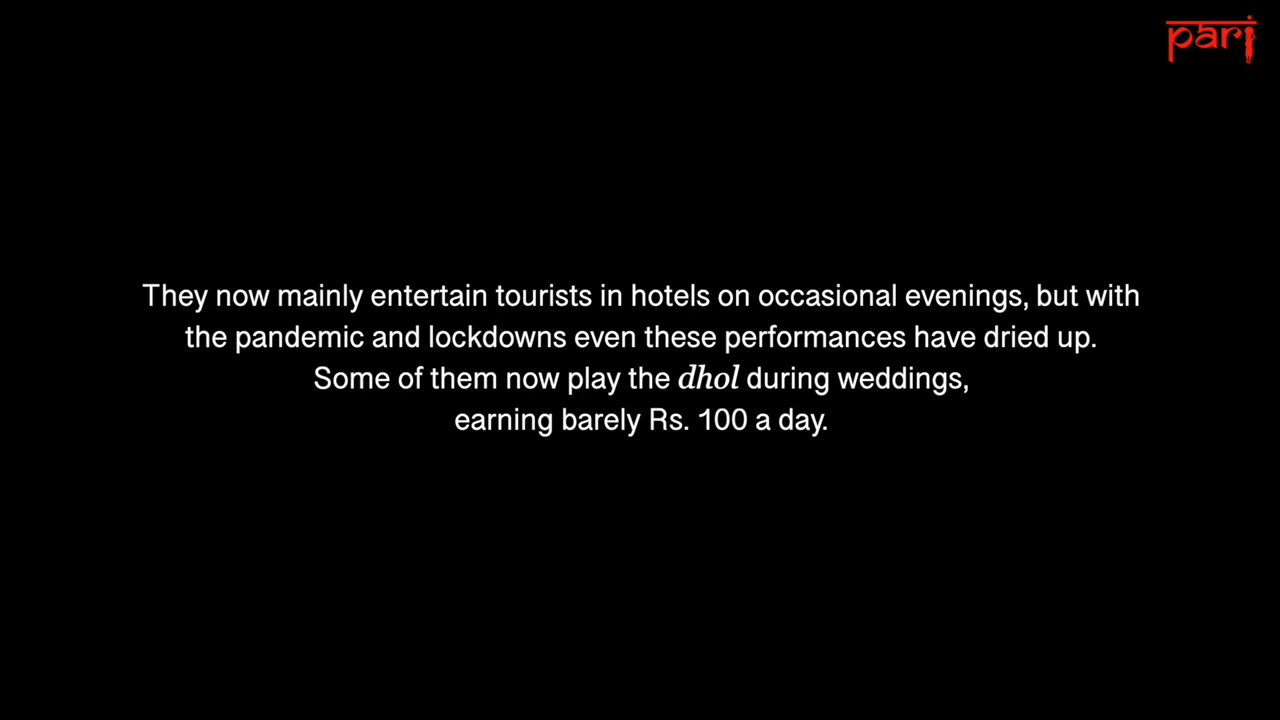 pari
They now mainly entertain tourists in hotels on occasional evenings, but with
the pandemic and lockdowns even these performances have dried up.
Some of them now play the dhol during weddings,
earning barely Rs. 100 a day.